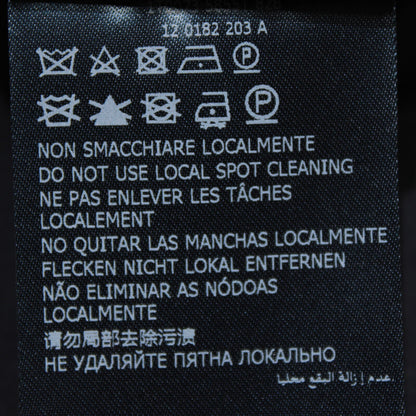 12 0182 203 A
P
P
NON SMACCHIARE LOCALMENTE
DO NOT USE LOCAL SPOT CLEANING
NE PAS ENLEVER LES TÂCHES
LOCALEMENT
NO QUITAR LAS MANCHAS LOCALMENTE
FLECKEN NICHT LOKAL ENTFERNEN
NÃO ELIMINAR AS NÓDOAS
LOCALMENTE
请勿局部去除污渍
НЕ УДАЛЯЙТЕ ПЯТНА ЛОКАЛЬНО
عدم إزالة البقع محليا.